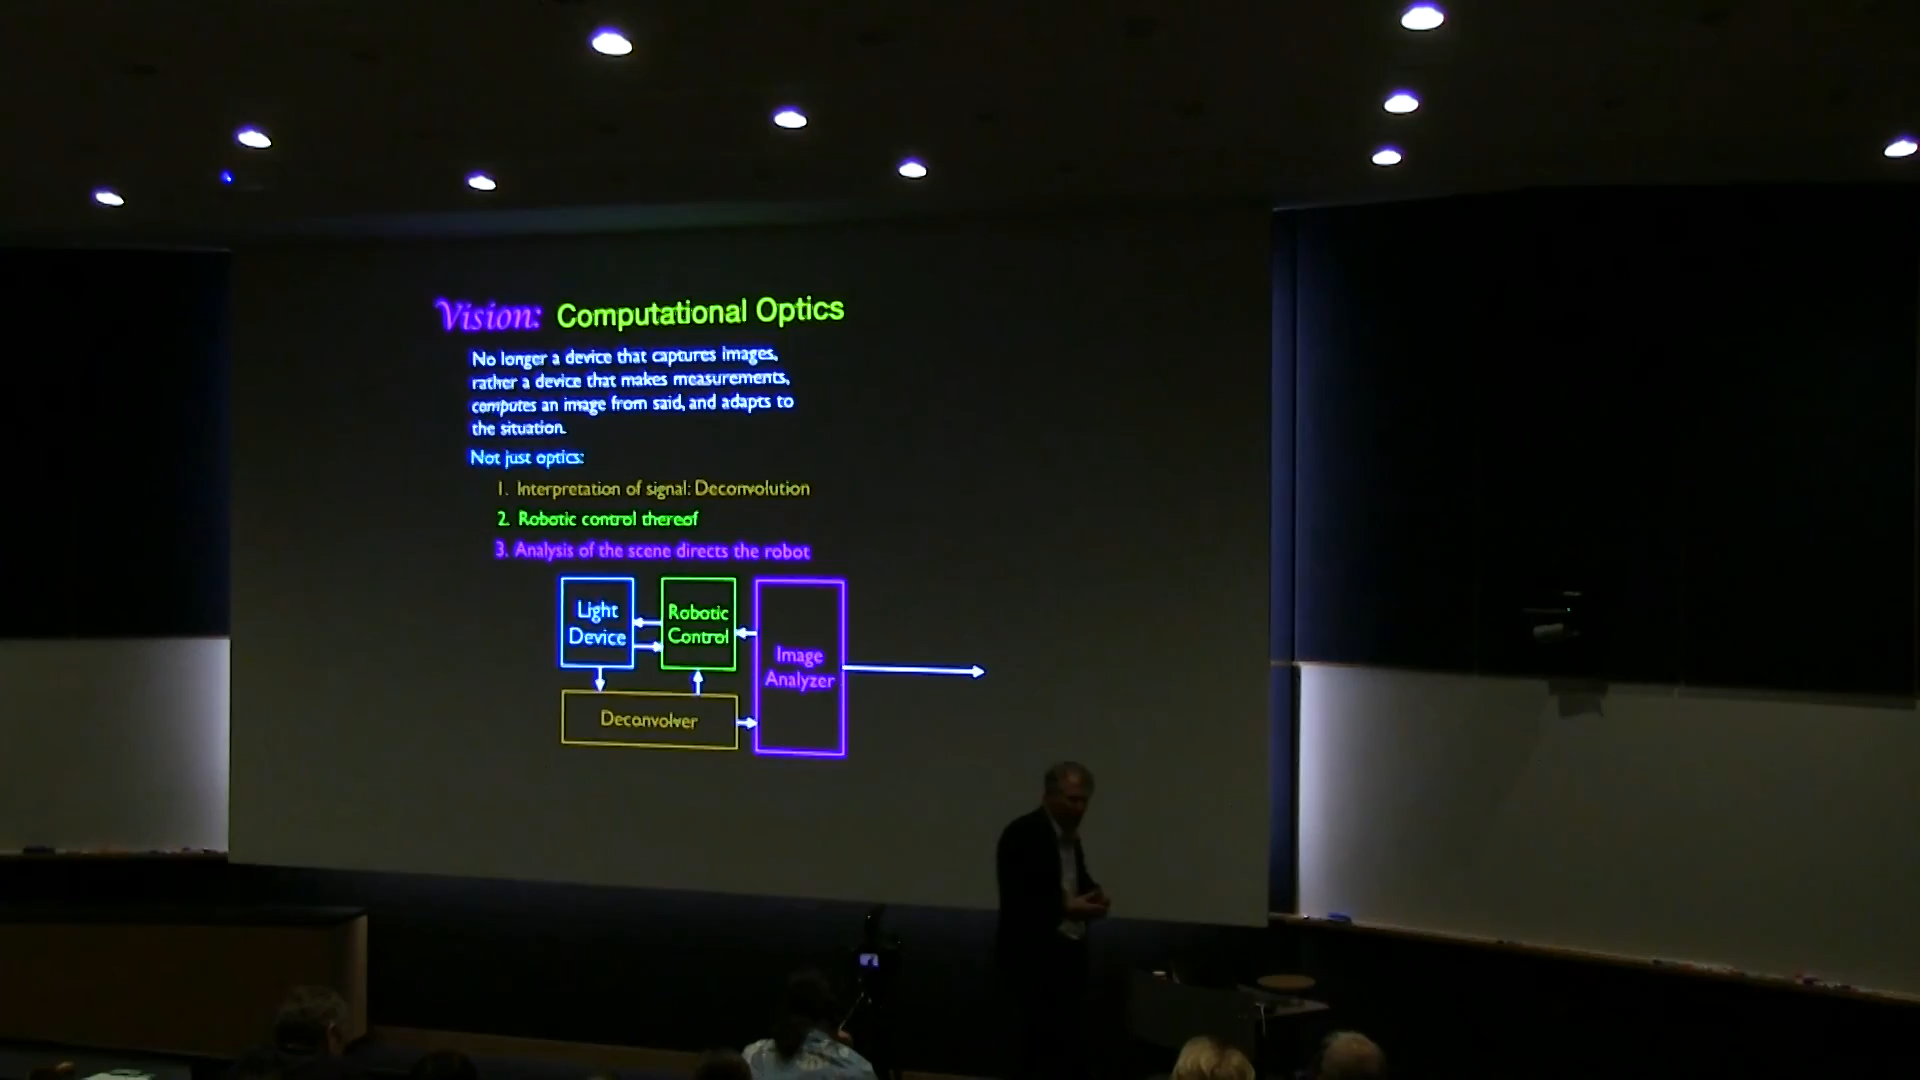 Vision: Computational Optics
No longer a device that captures images,
rather a device that makes measurements,
computes an image from said, and adapts to
the situation.
Not just optics:
1. Interpretation of signal: Deconvolution
2. Robotic control thereof
3. Analysis of the scene directs the robot
Light
Device
Robotic
Control
Image
Analyzer
Deconvolver